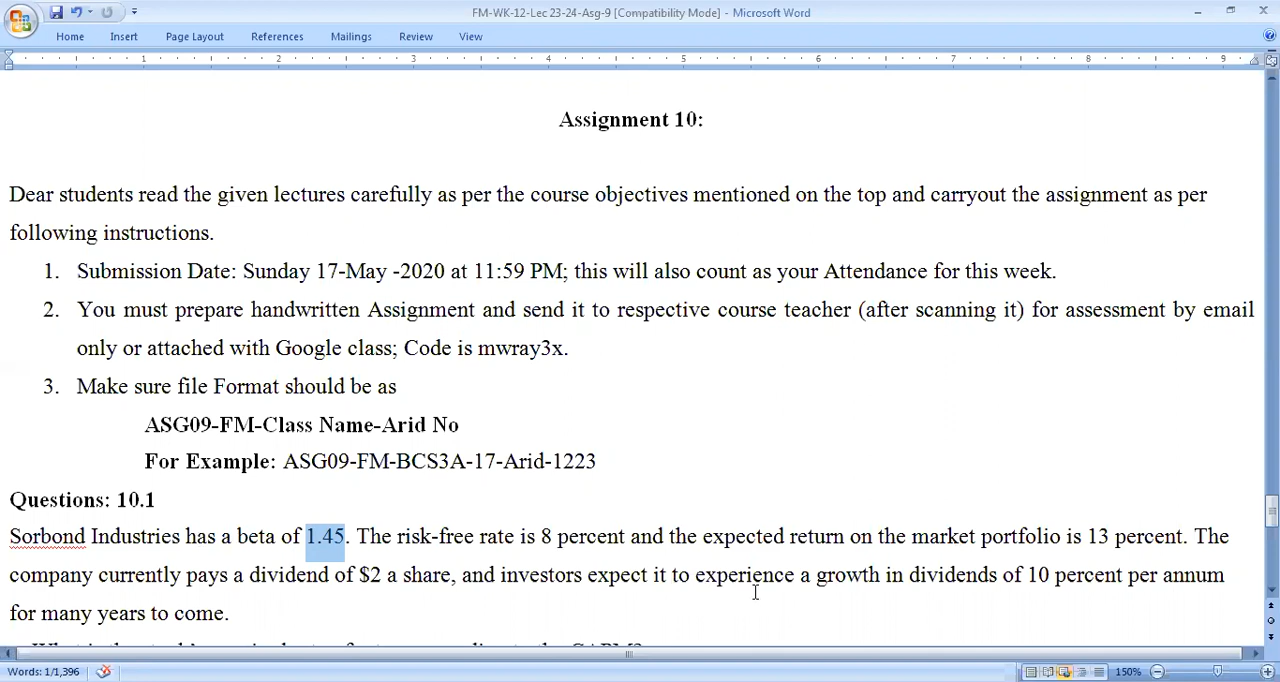 FM-WK-12-Lec 23-24-Asg-9 [Compatibility Mode] - Microsoft Word
Home Insert Page Layout References Mailings Review View
1 2 3 4 5 6 7 8 9
Assignment 10:
Dear students read the given lectures carefully as per the course objectives mentioned on the top and carryout the assignment as per
following instructions.
1. Submission Date: Sunday 17-May -2020 at 11:59 PM; this will also count as your Attendance for this week.
2. You must prepare handwritten Assignment and send it to respective course teacher (after scanning it) for assessment by email
only or attached with Google class; Code is mwray3x.
3. Make sure file Format should be as
ASG09-FM-Class Name-Arid No
For Example: ASG09-FM-BCS3A-17-Arid-1223
Questions: 10.1
Sorbond Industries has a beta of 1.45. The risk-free rate is 8 percent and the expected return on the market portfolio is 13 percent. The
company currently pays a dividend of $2 a share, and investors expect it to experience a growth in dividends of 10 percent per annum
for many years to come.
Words: 1/1,396 150%